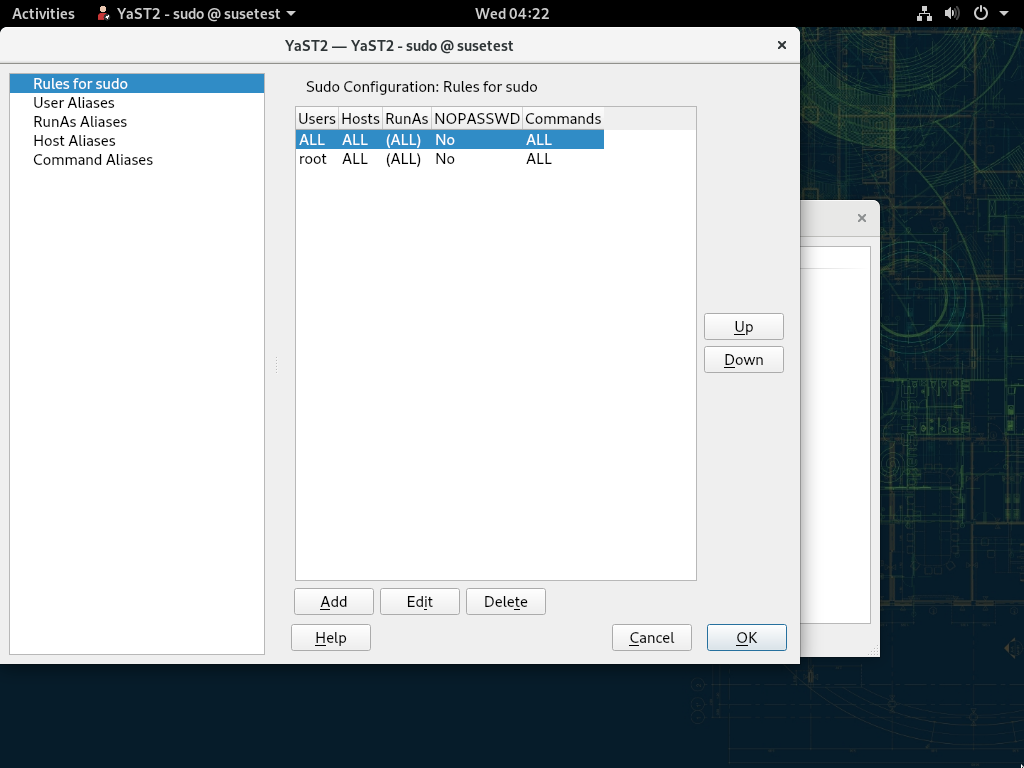 Activities YaST2 - sudo @ susetest Wed 04:22
YaST2 — YaST2 - sudo @ susetest
Rules for sudo
User Aliases
RunAs Aliases
Host Aliases
Command Aliases
Sudo Configuration: Rules for sudo
Users Hosts RunAs NOPASSWD Commands
ALL ALL (ALL) No ALL
root ALL (ALL) No ALL
Up
Down
Add Edit Delete
Help Cancel OK